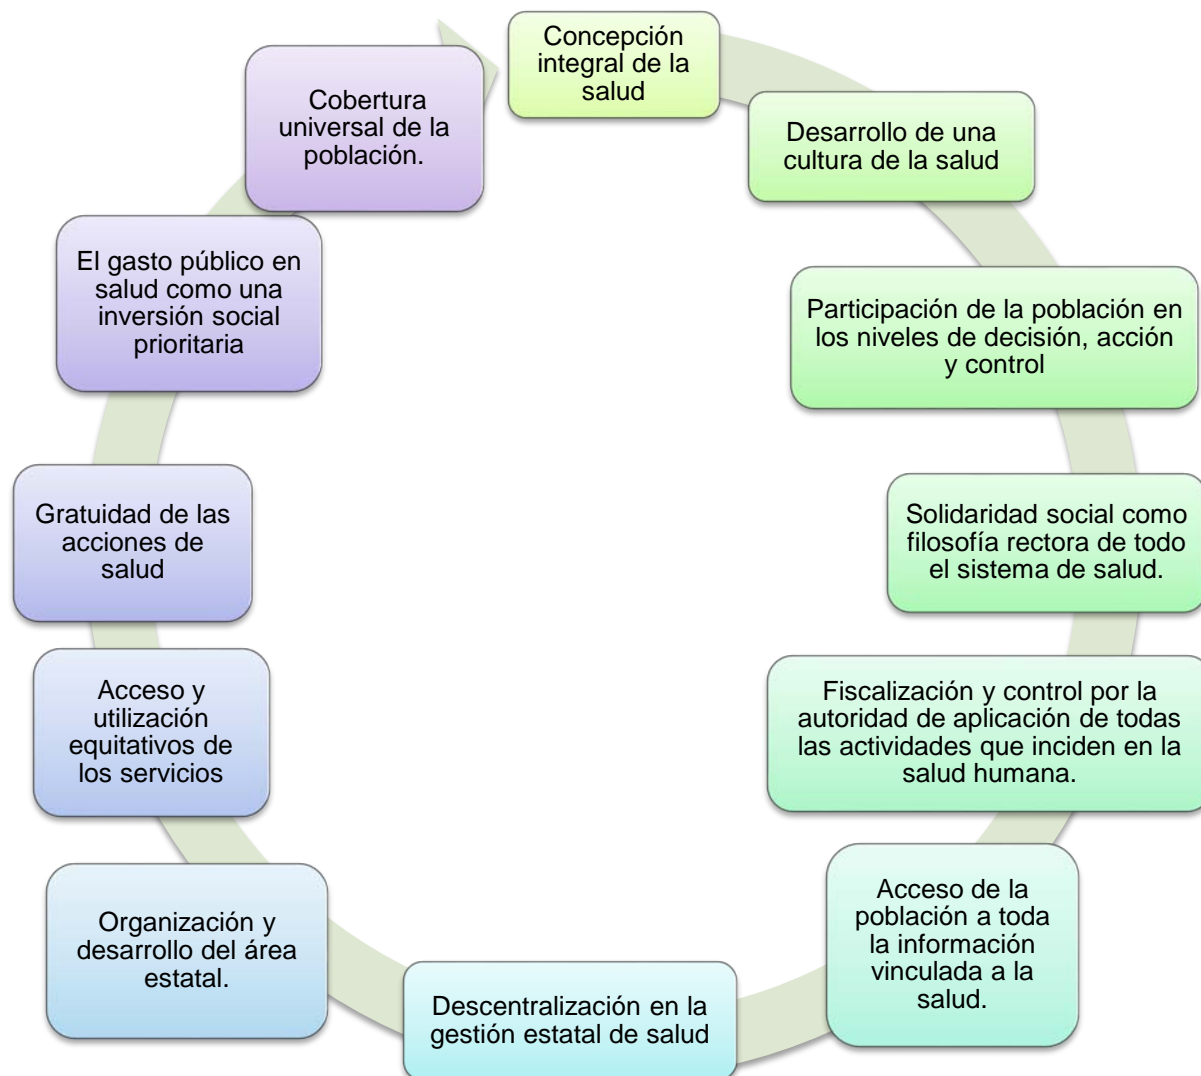 Concepción
integral de la
salud
Desarrollo de una
cultura de la salud
Participación de la población en
los niveles de decisión, acción
y control
Solidaridad social como
filosofía rectora de todo
el sistema de salud.
Fiscalización y control por la
autoridad de aplicación de todas
las actividades que inciden en la
salud humana.
Acceso de la
población a toda
la información
vinculada a la
salud.
Descentralización en la
gestión estatal de salud
Organización y
desarrollo del área
estatal.
Acceso y
utilización
equitativos de
los servicios
Gratuidad de las
acciones de
salud
El gasto público en
salud como una
inversión social
prioritaria
Cobertura
universal de la
población.